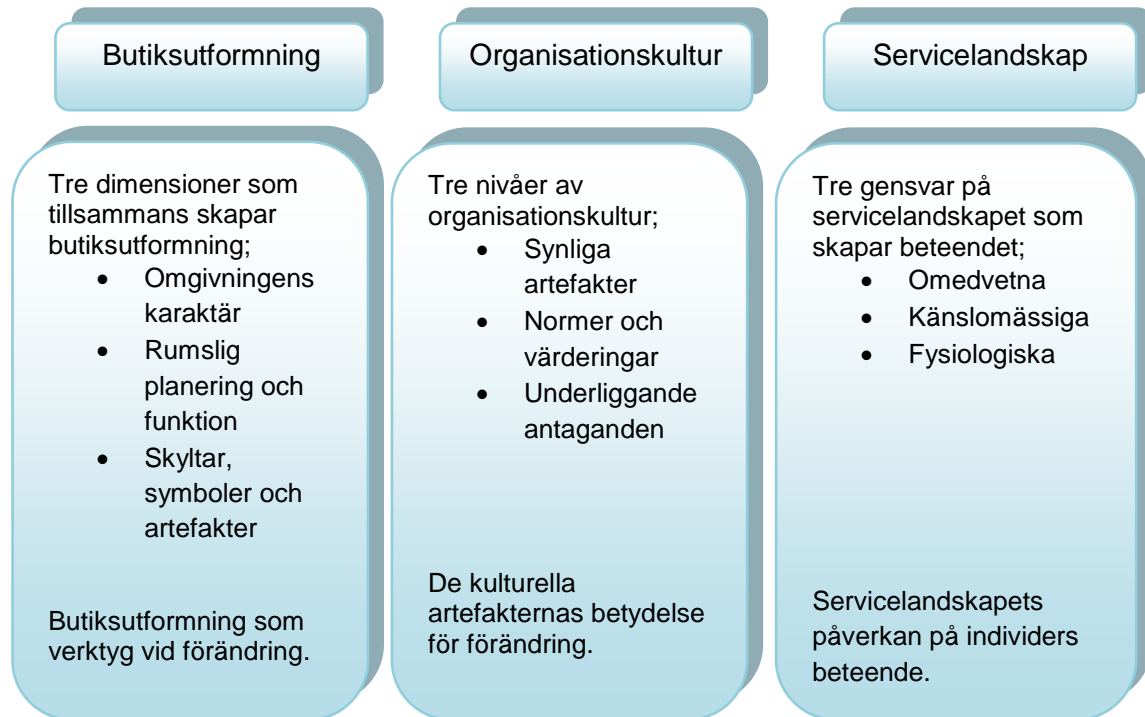 Butiksutformning
Organisationskultur
Servicelandskap
Tre dimensioner som
tillsammans skapar
butiksutformning;
• Omgivningens
karaktär
• Rumslig
planering och
funktion
• Skyltar,
symboler och
artefakter
Butiksutformning som
verktyg vid förändring.
Tre nivåer av
organisationskultur;
• Synliga
artefakter
• Normer och
värderingar
• Underliggande
antaganden
De kulturella
artefakternas betydelse
för förändring.
Tre gensvar på
servicelandskapet som
skapar beteendet;
• Omedvetna
• Känslomässiga
• Fysiologiska
Servicelandskapets
påverkan på individers
beteende.